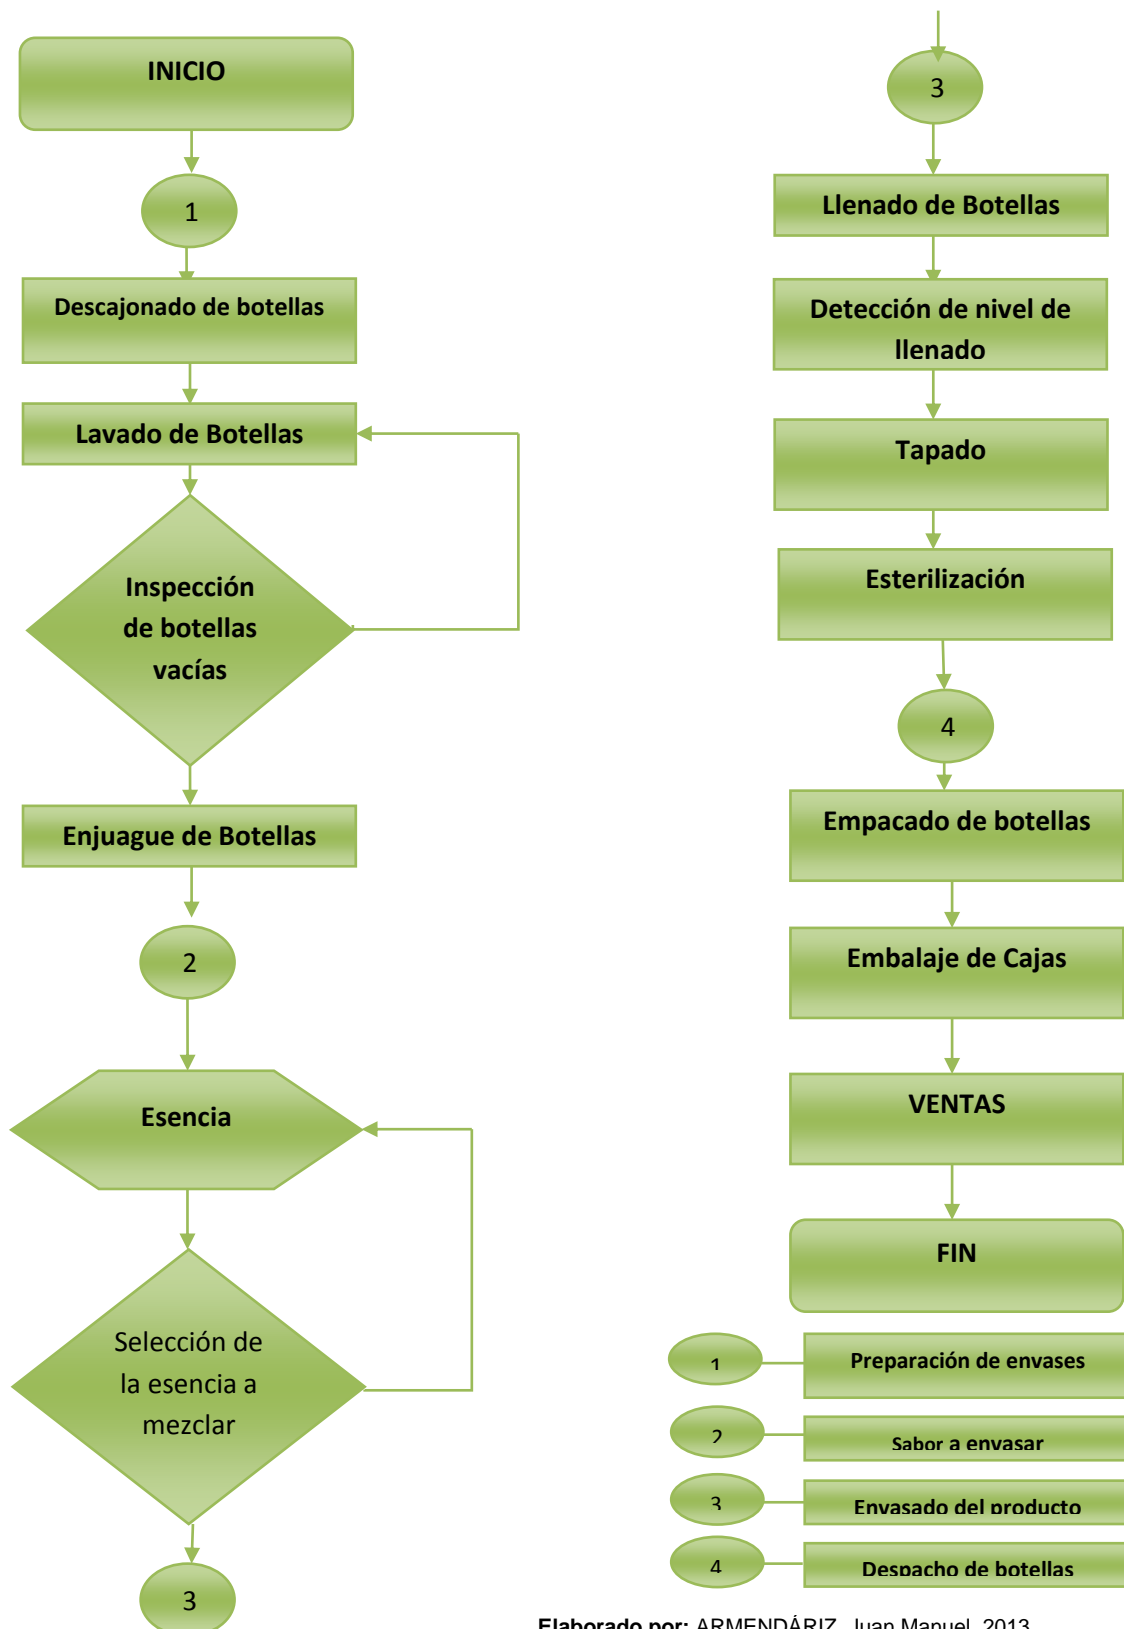 INICIO
1
Descajonado de botellas
Lavado de Botellas
Inspección
de botellas
vacías
Enjuague de Botellas
2
Esencia
Selección de
la esencia a
mezclar
3
3
Llenado de Botellas
Detección de nivel de
llenado
Tapado
Esterilización
4
Empacado de botellas
Embalaje de Cajas
VENTAS
FIN
1 Preparación de envases
2 Sabor a envasar
3 Envasado del producto
4 Despacho de botellas
Elaborado por: ARMENDÁRIZ, Juan Manuel, 2013